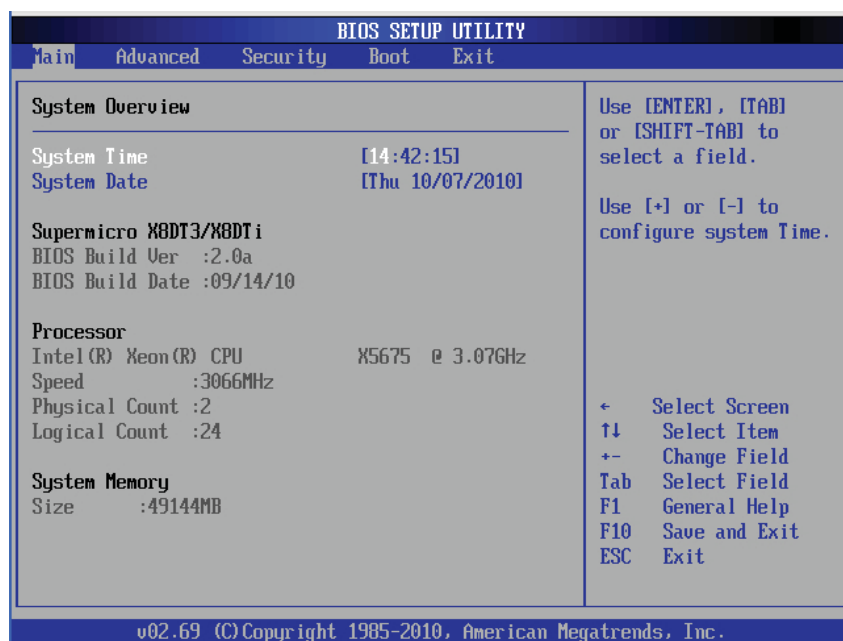 BIOS SETUP UTILITY
Main Advanced Security Boot Exit
System Overview
System Time [14:42:15]
System Date [Thu 10/07/2010]
Supermicro X8DT3/X8DTi
BIOS Build Ver :2.0a
BIOS Build Date :09/14/10
Processor
Intel(R) Xeon(R) CPU X5675 @ 3.07GHz
Speed :3066MHz
Physical Count :2
Logical Count :24
System Memory
Size :49144MB
Use [ENTER], [TAB]
or [SHIFT-TAB] to
select a field.
Use [+] or [-] to
configure system Time.
← Select Screen
↑↓ Select Item
+- Change Field
Tab Select Field
F1 General Help
F10 Save and Exit
ESC Exit
v02.69 (C)Copyright 1985-2010, American Megatrends, Inc.